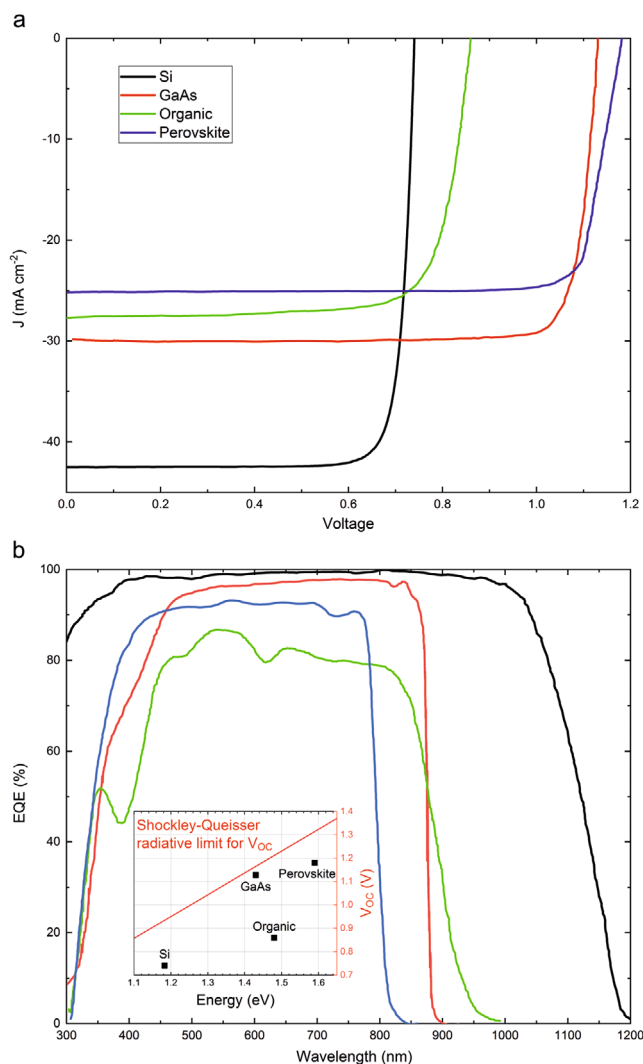 a
0
Si
GaAs
Organic
Perovskite
-10
-20
-30
-40
J (mA cm⁻²)
0.0 0.2 0.4 0.6 0.8 1.0 1.2
Voltage
b
100
80
60
40
20
0
EQE (%)
Shockley-Queisser
radiative limit for VOC
Perovskite
GaAs
Organic
Si
1.4
1.3
1.2
1.1
1.0
0.9
0.8
0.7
VOC (V)
1.1 1.2 1.3 1.4 1.5 1.6
Energy (eV)
300 400 500 600 700 800 900 1000 1100 1200
Wavelength (nm)